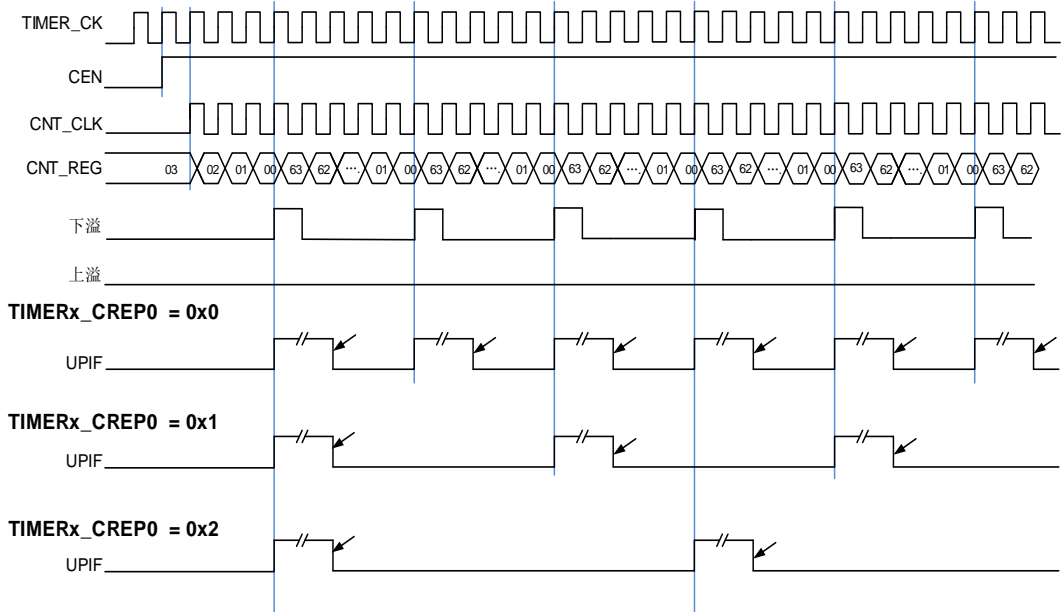 TIMER_CK
CEN
CNT_CLK
CNT_REG 03 02 01 00 63 62 .... 01 00 63 62 .... 01 00 63 62 .... 01 00 63 62 .... 01 00 63 62 .... 01 00 63 62
下溢
上溢
TIMERx_CREP0 = 0x0
UPIF
TIMERx_CREP0 = 0x1
UPIF
TIMERx_CREP0 = 0x2
UPIF